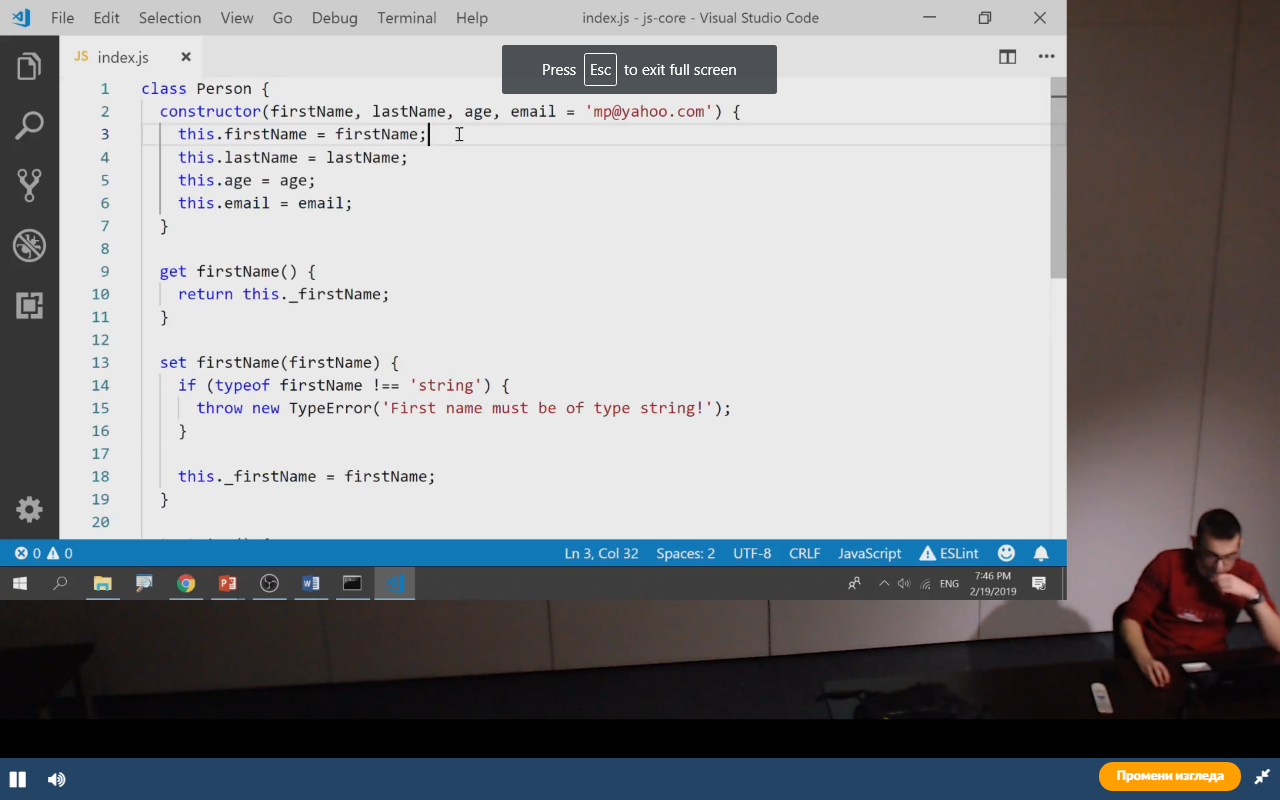 File Edit Selection View Go Debug Terminal Help index.js - js-core - Visual Studio Code
JS index.js
Press Esc to exit full screen
1 class Person {
2 constructor(firstName, lastName, age, email = 'mp@yahoo.com') {
3 this.firstName = firstName;
4 this.lastName = lastName;
5 this.age = age;
6 this.email = email;
7 }
8
9 get firstName() {
10 return this._firstName;
11 }
12
13 set firstName(firstName) {
14 if (typeof firstName !== 'string') {
15 throw new TypeError('First name must be of type string!');
16 }
17
18 this._firstName = firstName;
19 }
20
0 0 Ln 3, Col 32 Spaces: 2 UTF-8 CRLF JavaScript ESLint
ENG 7:46 PM
2/19/2019
Промени изгледа